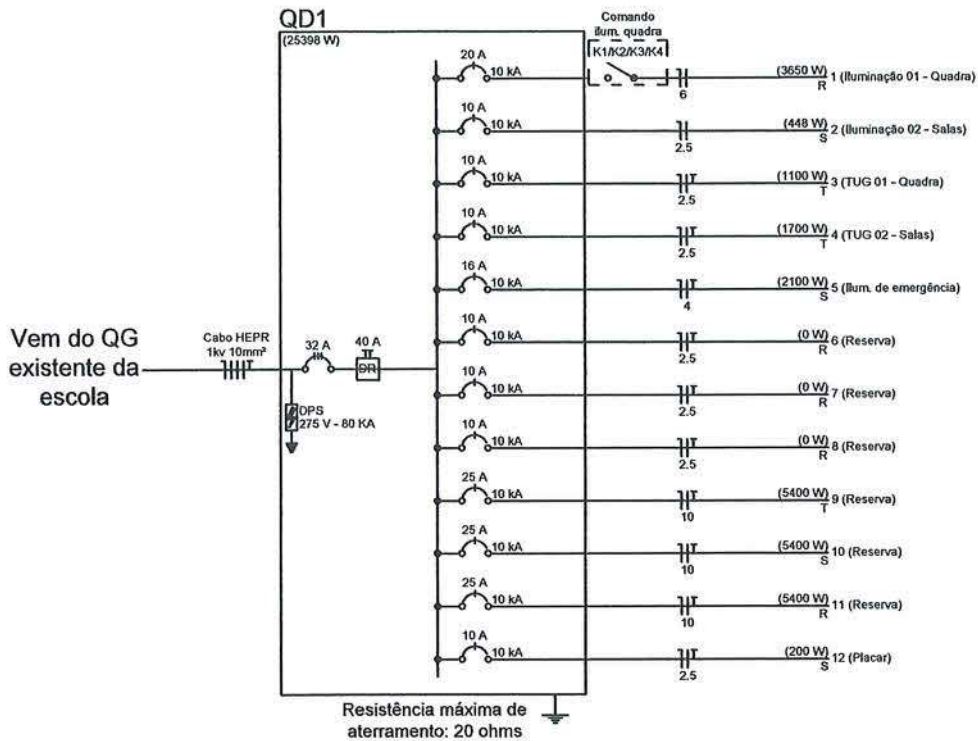 QD1
(25398 W)
Comando
ilum. quadra
K1/K2/K3/K4
20 A
10 kA
6
(3650 W)
R
1 (Iluminação 01 - Quadra)
10 A
10 kA
2.5
(448 W)
S
2 (Iluminação 02 - Salas)
10 A
10 kA
2.5
(1100 W)
T
3 (TUG 01 - Quadra)
10 A
10 kA
2.5
(1700 W)
T
4 (TUG 02 - Salas)
16 A
10 kA
4
(2100 W)
S
5 (Ilum. de emergência)
Vem do QG
existente da
escola
Cabo HEPR
1kv 10mm²
32 A
40 A
DR
DPS
275 V - 80 KA
10 A
10 kA
2.5
(0 W)
R
6 (Reserva)
10 A
10 kA
2.5
(0 W)
R
7 (Reserva)
10 A
10 kA
2.5
(0 W)
R
8 (Reserva)
25 A
10 kA
10
(5400 W)
T
9 (Reserva)
25 A
10 kA
10
(5400 W)
S
10 (Reserva)
25 A
10 kA
10
(5400 W)
R
11 (Reserva)
10 A
10 kA
2.5
(200 W)
S
12 (Placar)
Resistência máxima de
aterramento: 20 ohms